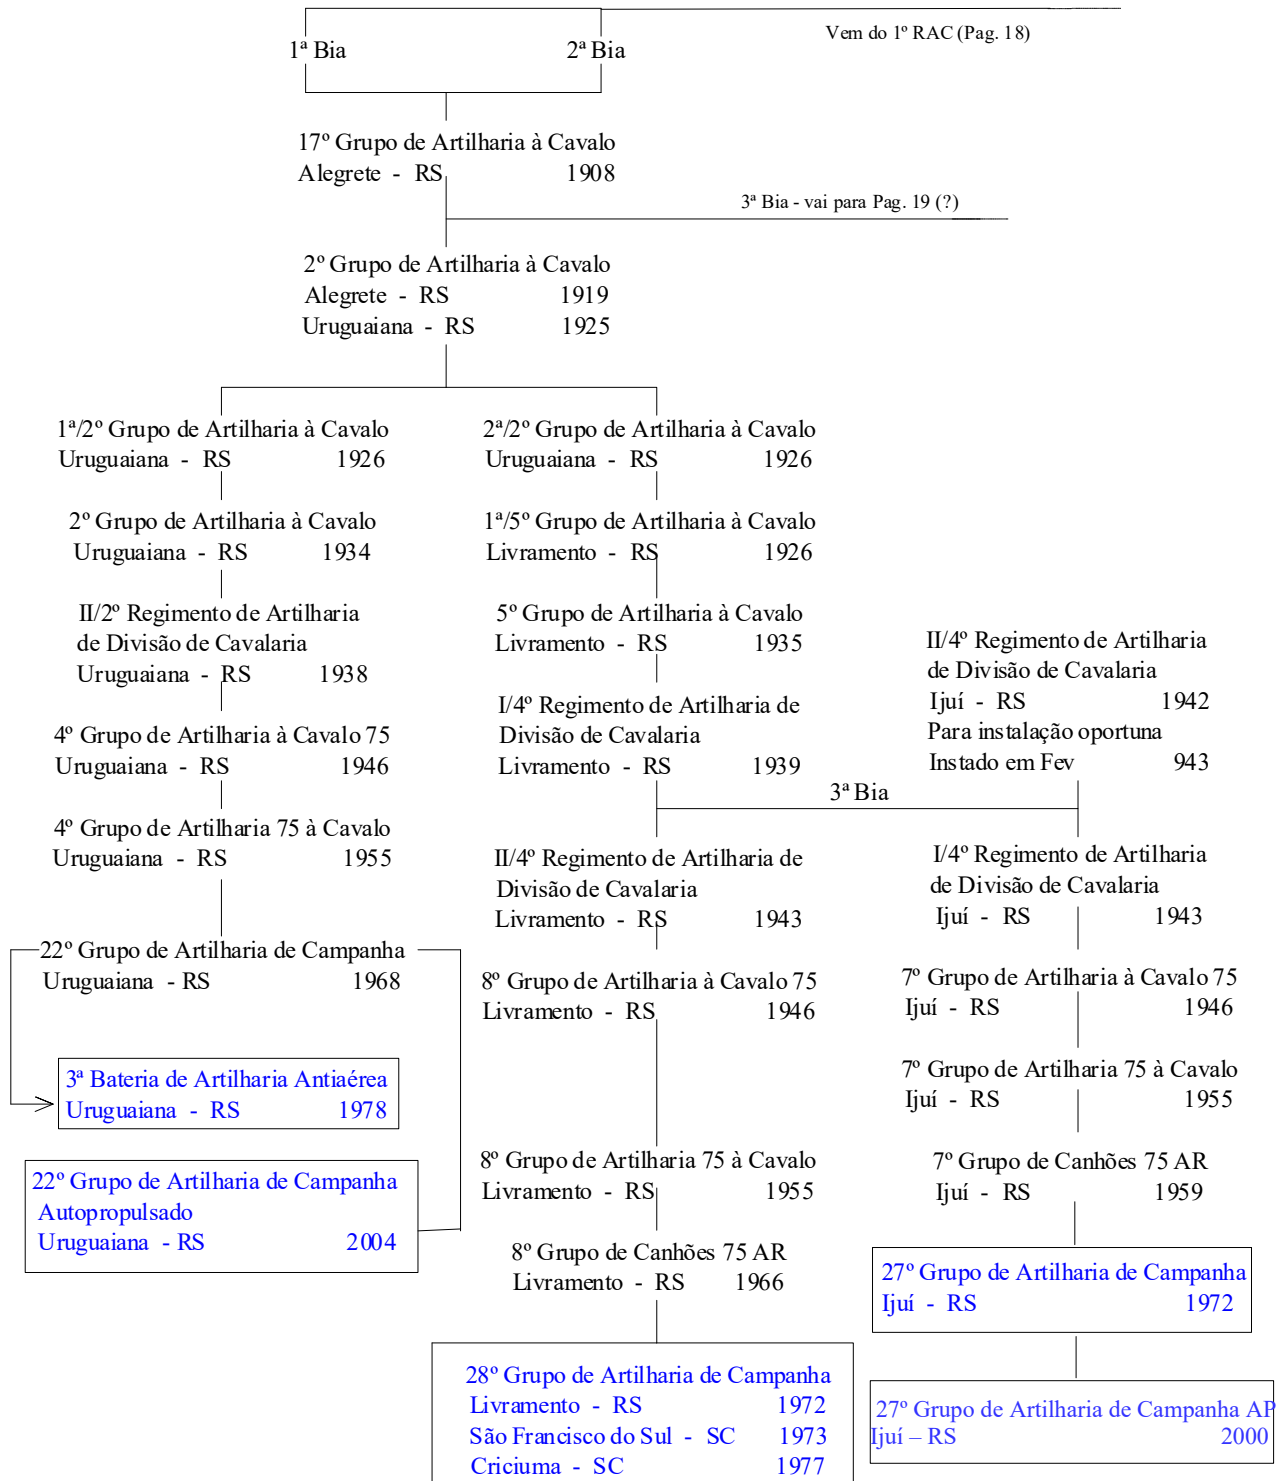 Vem do 1º RAC (Pag. 18)
1ª Bia
2ª Bia
17º Grupo de Artilharia à Cavalo
Alegrete - RS 1908
3ª Bia - vai para Pag. 19 (?)
2º Grupo de Artilharia à Cavalo
Alegrete - RS 1919
Uruguaiana - RS 1925
1ª/2º Grupo de Artilharia à Cavalo
Uruguaiana - RS 1926
2º Grupo de Artilharia à Cavalo
Uruguaiana - RS 1934
II/2º Regimento de Artilharia
de Divisão de Cavalaria
Uruguaiana - RS 1938
4º Grupo de Artilharia à Cavalo 75
Uruguaiana - RS 1946
4º Grupo de Artilharia 75 à Cavalo
Uruguaiana - RS 1955
22º Grupo de Artilharia de Campanha
Uruguaiana - RS 1968
3ª Bateria de Artilharia Antiaérea
Uruguaiana - RS 1978
22º Grupo de Artilharia de Campanha
Autopropulsado
Uruguaiana - RS 2004
2ª/2º Grupo de Artilharia à Cavalo
Uruguaiana - RS 1926
1ª/5º Grupo de Artilharia à Cavalo
Livramento - RS 1926
5º Grupo de Artilharia à Cavalo
Livramento - RS 1935
I/4º Regimento de Artilharia de
Divisão de Cavalaria
Livramento - RS 1939
3ª Bia
II/4º Regimento de Artilharia de
Divisão de Cavalaria
Livramento - RS 1943
8º Grupo de Artilharia à Cavalo 75
Livramento - RS 1946
8º Grupo de Artilharia 75 à Cavalo
Livramento - RS 1955
8º Grupo de Canhões 75 AR
Livramento - RS 1966
28º Grupo de Artilharia de Campanha
Livramento - RS 1972
São Francisco do Sul - SC 1973
Criciuma - SC 1977
II/4º Regimento de Artilharia
de Divisão de Cavalaria
Ijuí - RS 1942
Para instalação oportuna
Instado em Fev 943
I/4º Regimento de Artilharia
de Divisão de Cavalaria
Ijuí - RS 1943
7º Grupo de Artilharia à Cavalo 75
Ijuí - RS 1946
7º Grupo de Artilharia 75 à Cavalo
Ijuí - RS 1955
7º Grupo de Canhões 75 AR
Ijuí - RS 1959
27º Grupo de Artilharia de Campanha
Ijuí - RS 1972
27º Grupo de Artilharia de Campanha AP
Ijuí – RS 2000